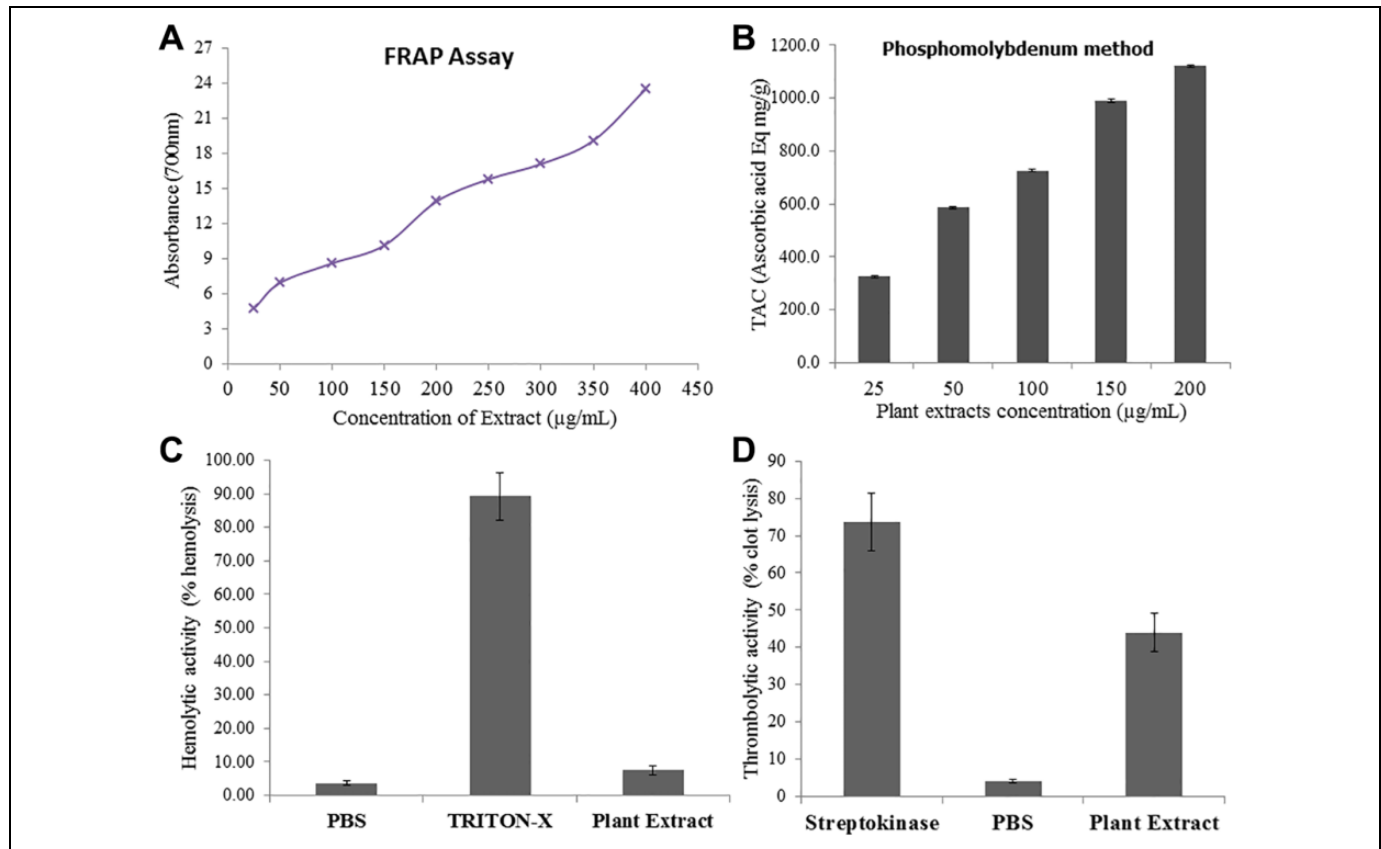 A
FRAP Assay
Absorbance (700nm)
27
24
21
18
15
12
9
6
3
0
0 50 100 150 200 250 300 350 400 450
Concentration of Extract (µg/mL)
B
Phosphomolybdenum method
TAC (Ascorbic acid Eq mg/g)
1200.0
1000.0
800.0
600.0
400.0
200.0
0.0
25 50 100 150 200
Plant extracts concentration (µg/mL)
C
Hemolytic activity (% hemolysis)
100.00
90.00
80.00
70.00
60.00
50.00
40.00
30.00
20.00
10.00
0.00
PBS TRITON-X Plant Extract
D
Thrombolytic activity (% clot lysis)
90
80
70
60
50
40
30
20
10
0
Streptokinase PBS Plant Extract